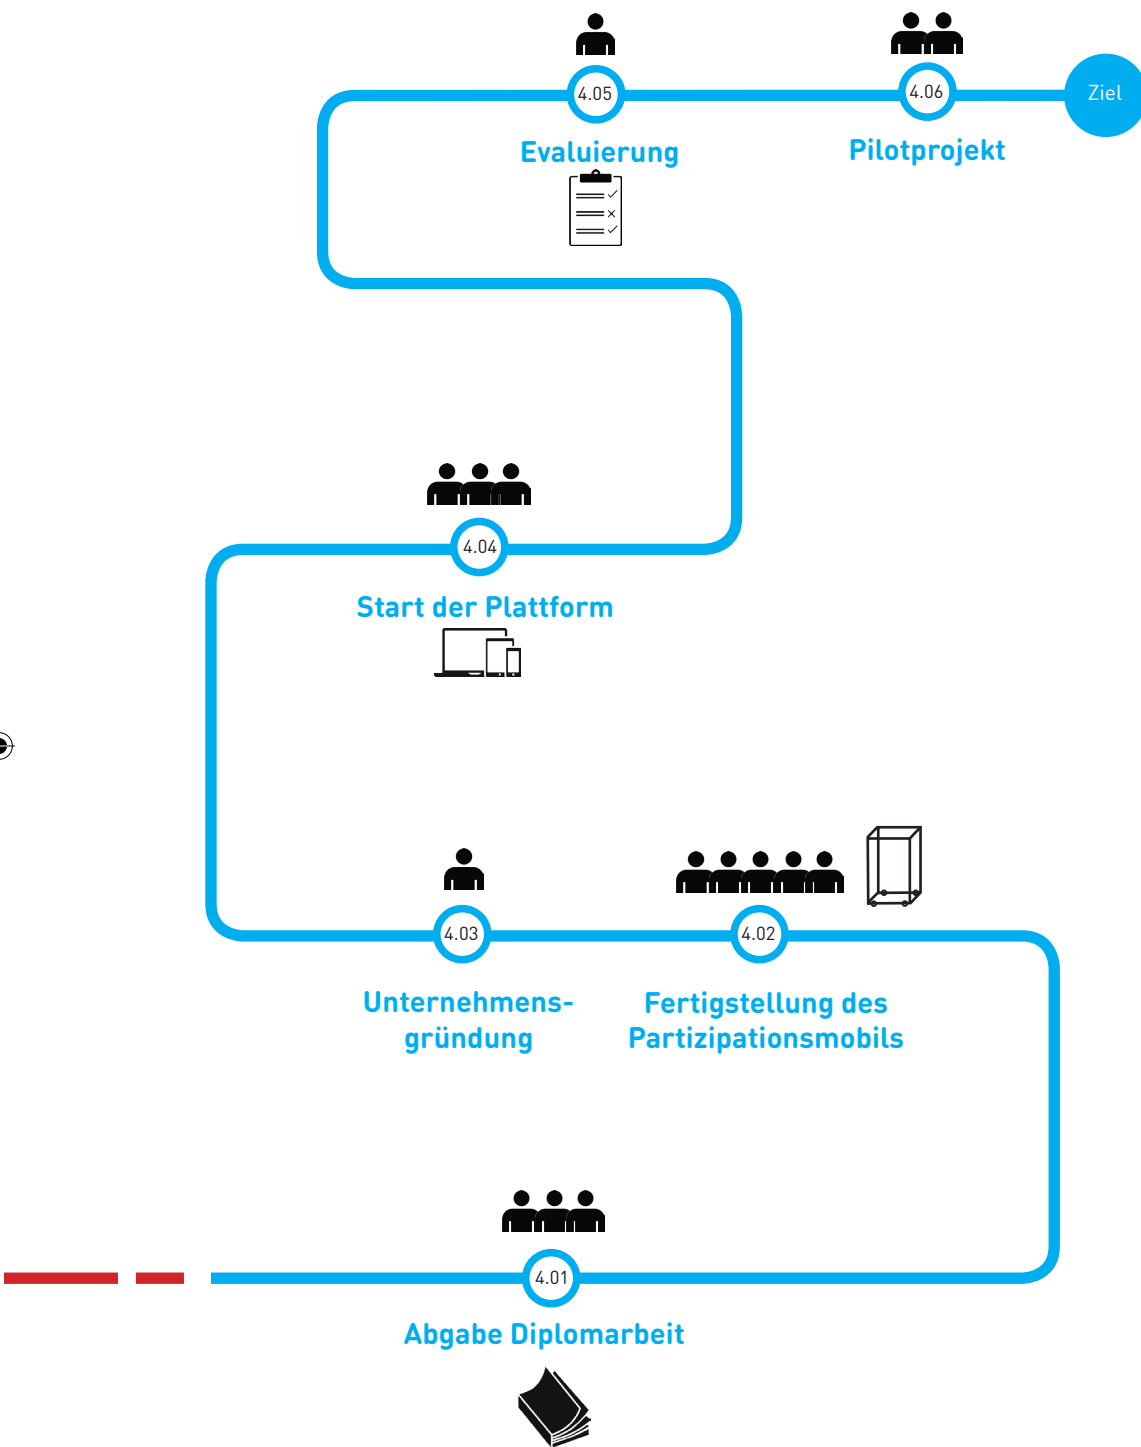 4.05
4.06
Ziel
Evaluierung
Pilotprojekt
4.04
Start der Plattform
4.03
4.02
Unternehmens-
gründung
Fertigstellung des
Partizipationsmobils
4.01
Abgabe Diplomarbeit